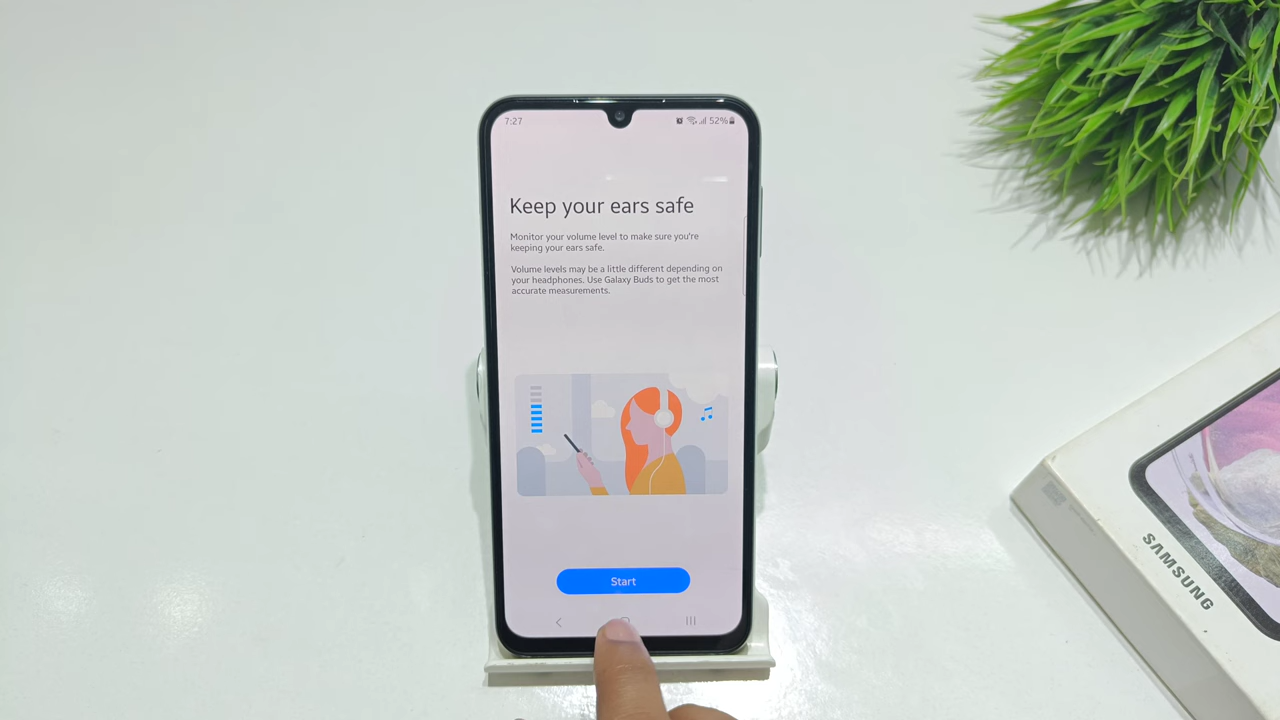 7:27
52%
Keep your ears safe
Monitor your volume level to make sure you're
keeping your ears safe.
Volume levels may be a little different depending on
your headphones. Use Galaxy Buds to get the most
accurate measurements.
Start
SAMSUNG